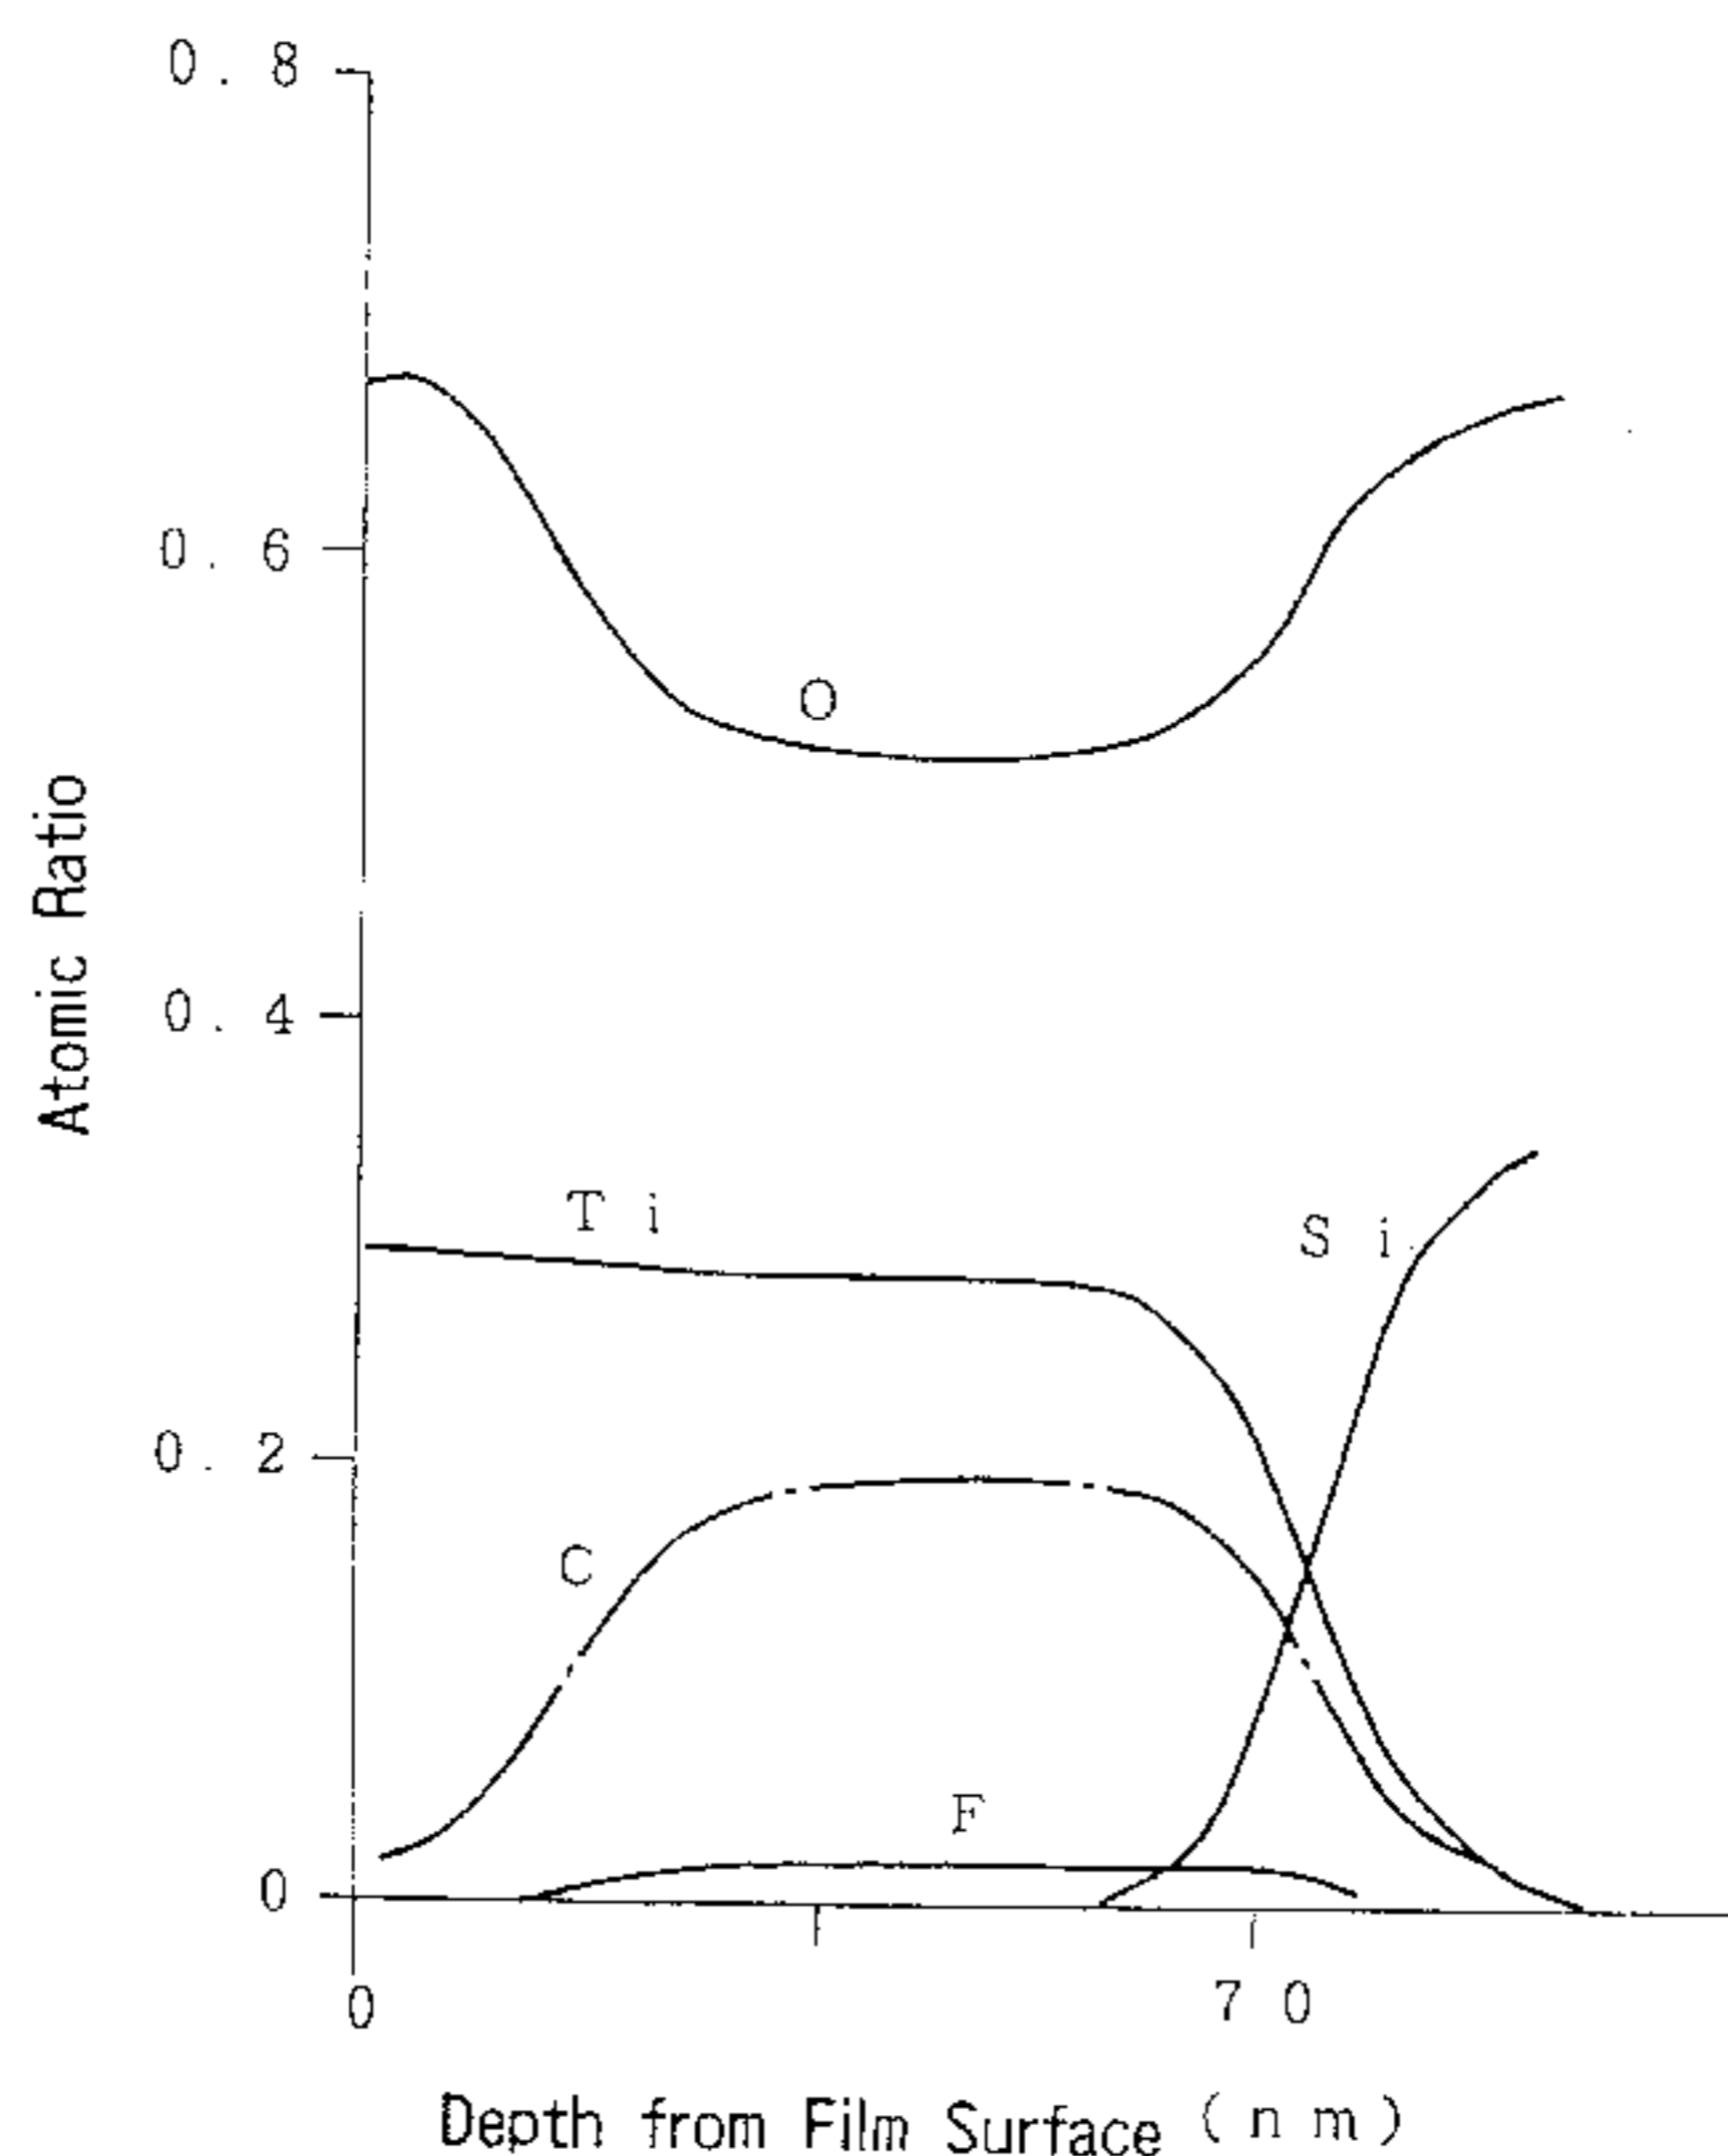 0.8
0.6
O
Atomic Ratio
0.4
Ti
Si
0.2
C
F
0
0
70
Depth from Film Surface (nm)